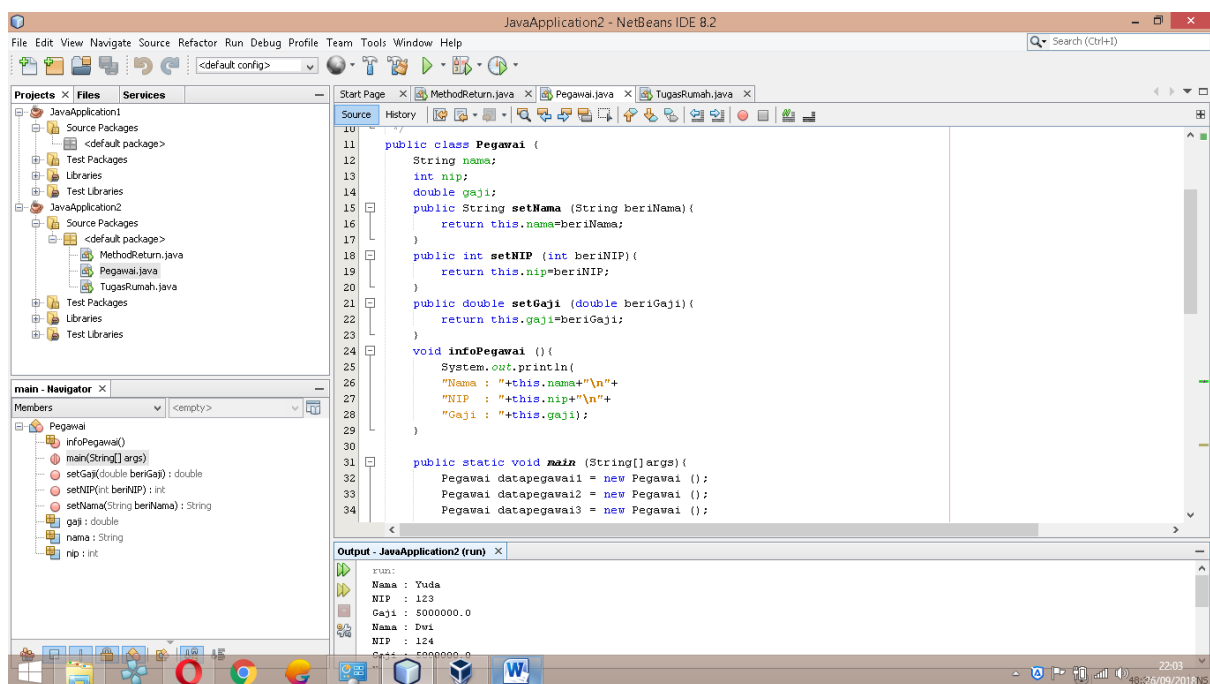 JavaApplication2 - NetBeans IDE 8.2
File Edit View Navigate Source Refactor Run Debug Profile Team Tools Window Help
Search (Ctrl+I)
<default config>
Projects Files Services
JavaApplication1
Source Packages
<default package>
Test Packages
Libraries
Test Libraries
JavaApplication2
Source Packages
<default package>
MethodReturn.java
Pegawai.java
TugasRumah.java
Test Packages
Libraries
Test Libraries
main - Navigator
Members <empty>
Pegawai
infoPegawai()
main(String[] args)
setGaji(double beriGaji) : double
setNIP(int beriNIP) : int
setNama(String beriNama) : String
gaji : double
nama : String
nip : int
Start Page MethodReturn.java Pegawai.java TugasRumah.java
Source History
10 */
11 public class Pegawai {
12 String nama;
13 int nip;
14 double gaji;
15 public String setNama (String beriNama){
16 return this.nama=beriNama;
17 }
18 public int setNIP (int beriNIP){
19 return this.nip=beriNIP;
20 }
21 public double setGaji (double beriGaji){
22 return this.gaji=beriGaji;
23 }
24 void infoPegawai (){
25 System.out.println(
26 "Nama : "+this.nama+"\n"+
27 "NIP  : "+this.nip+"\n"+
28 "Gaji : "+this.gaji);
29 }
30
31 public static void main (String[]args){
32 Pegawai datapegawai1 = new Pegawai ();
33 Pegawai datapegawai2 = new Pegawai ();
34 Pegawai datapegawai3 = new Pegawai ();
Output - JavaApplication2 (run)
run:
Nama : Yuda
NIP  : 123
Gaji : 5000000.0
Nama : Dwi
NIP  : 124
Gaji : 5000000.0
22:03
26/09/2018